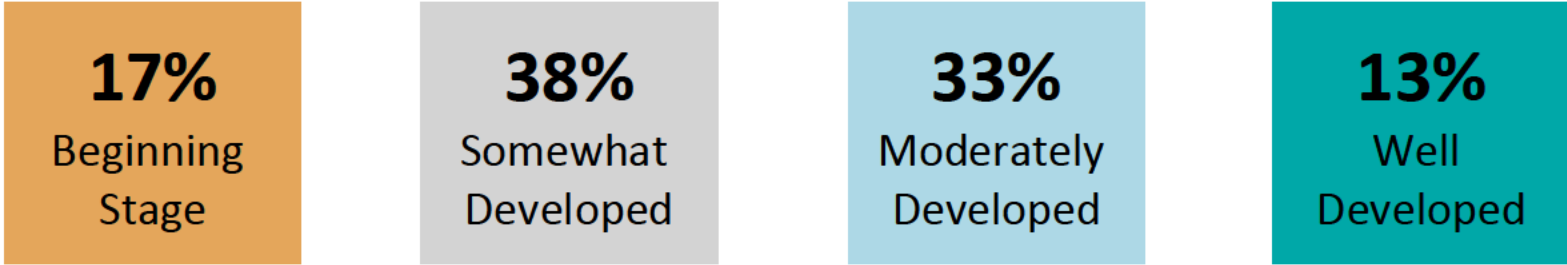 17%
Beginning
Stage
38%
Somewhat
Developed
33%
Moderately
Developed
13%
Well
Developed